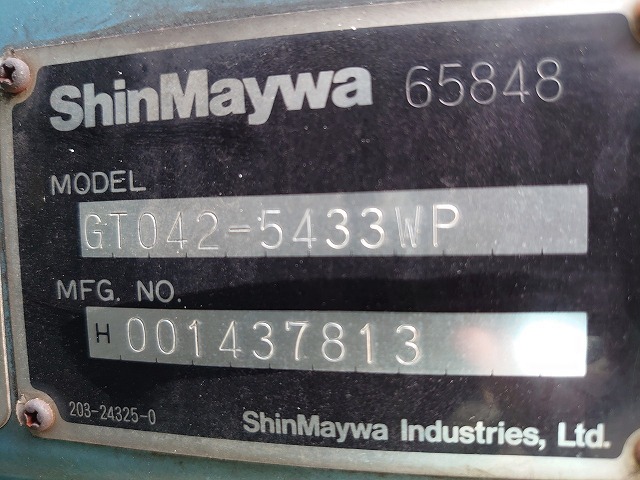 ShinMaywa 65848
MODEL
GT042-5433WP
MFG. NO.
H 001437813
203-24325-0
ShinMaywa Industries, Ltd.